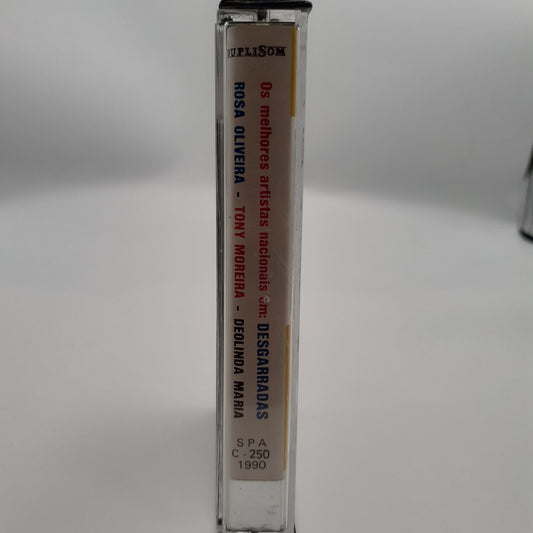 DUPLISOM
Os melhores artistas nacionais em: DESGARRADAS
ROSA OLIVEIRA - TONY MOREIRA - DEOLINDA MARIA
SPA
C - 250
1990